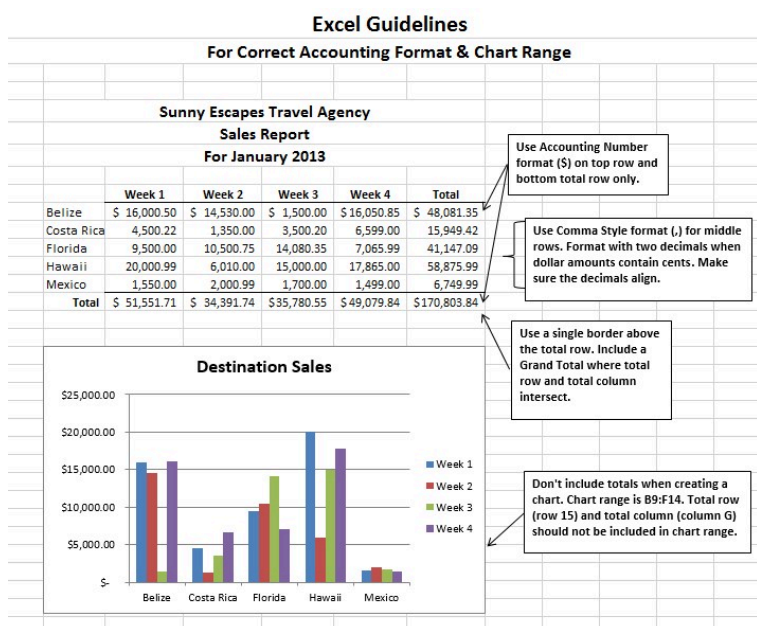 Excel Guidelines
For Correct Accounting Format & Chart Range
Sunny Escapes Travel Agency
Sales Report
For January 2013
Week 1 Week 2 Week 3 Week 4 Total
Belize $ 16,000.50 $ 14,530.00 $ 1,500.00 $16,050.85 $ 48,081.35
Costa Rica 4,500.22 1,350.00 3,500.20 6,599.00 15,949.42
Florida 9,500.00 10,500.75 14,080.35 7,065.99 41,147.09
Hawaii 20,000.99 6,010.00 15,000.00 17,865.00 58,875.99
Mexico 1,550.00 2,000.99 1,700.00 1,499.00 6,749.99
Total $ 51,551.71 $ 34,391.74 $35,780.55 $49,079.84 $170,803.84
Use Accounting Number
format ($) on top row and
bottom total row only.
Use Comma Style format (,) for middle
rows. Format with two decimals when
dollar amounts contain cents. Make
sure the decimals align.
Use a single border above
the total row. Include a
Grand Total where total
row and total column
intersect.
Destination Sales
$25,000.00
$20,000.00
$15,000.00
$10,000.00
$5,000.00
$-
Belize Costa Rica Florida Hawaii Mexico
Week 1
Week 2
Week 3
Week 4
Don't include totals when creating a
chart. Chart range is B9:F14. Total row
(row 15) and total column (column G)
should not be included in chart range.